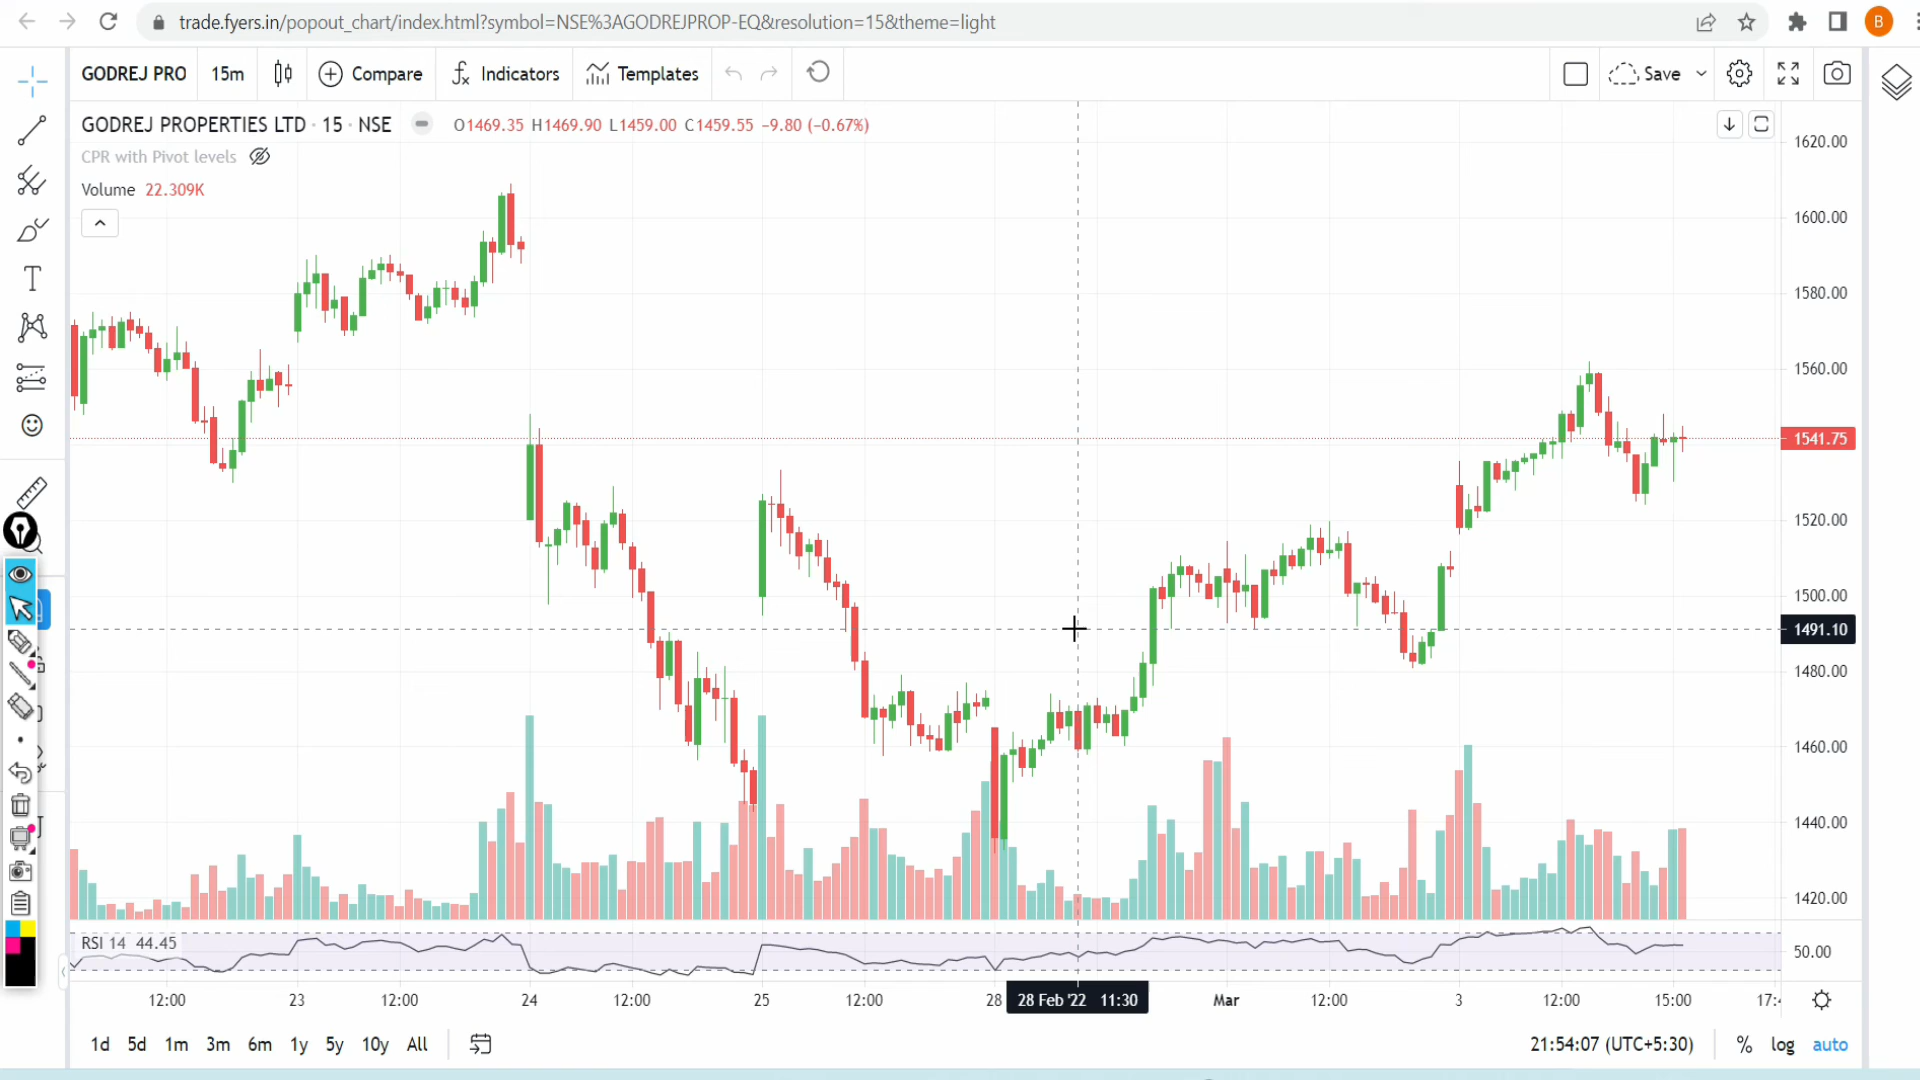 trade.fyers.in/popout_chart/index.html?symbol=NSE%3AGODREJPROP-EQ&resolution=15&theme=light
B
GODREJ PRO 15m Compare Indicators Templates Save
GODREJ PROPERTIES LTD · 15 · NSE O1469.35 H1469.90 L1459.00 C1459.55 −9.80 (−0.67%)
CPR with Pivot levels
Volume 22.309K
1620.00
1600.00
1580.00
1560.00
1541.75
1520.00
1500.00
1491.10
1480.00
1460.00
1440.00
1420.00
RSI 14 44.45
50.00
12:00 23 12:00 24 12:00 25 12:00 28 28 Feb '22 11:30 Mar 12:00 3 12:00 15:00
1d 5d 1m 3m 6m 1y 5y 10y All 21:54:07 (UTC+5:30) % log auto